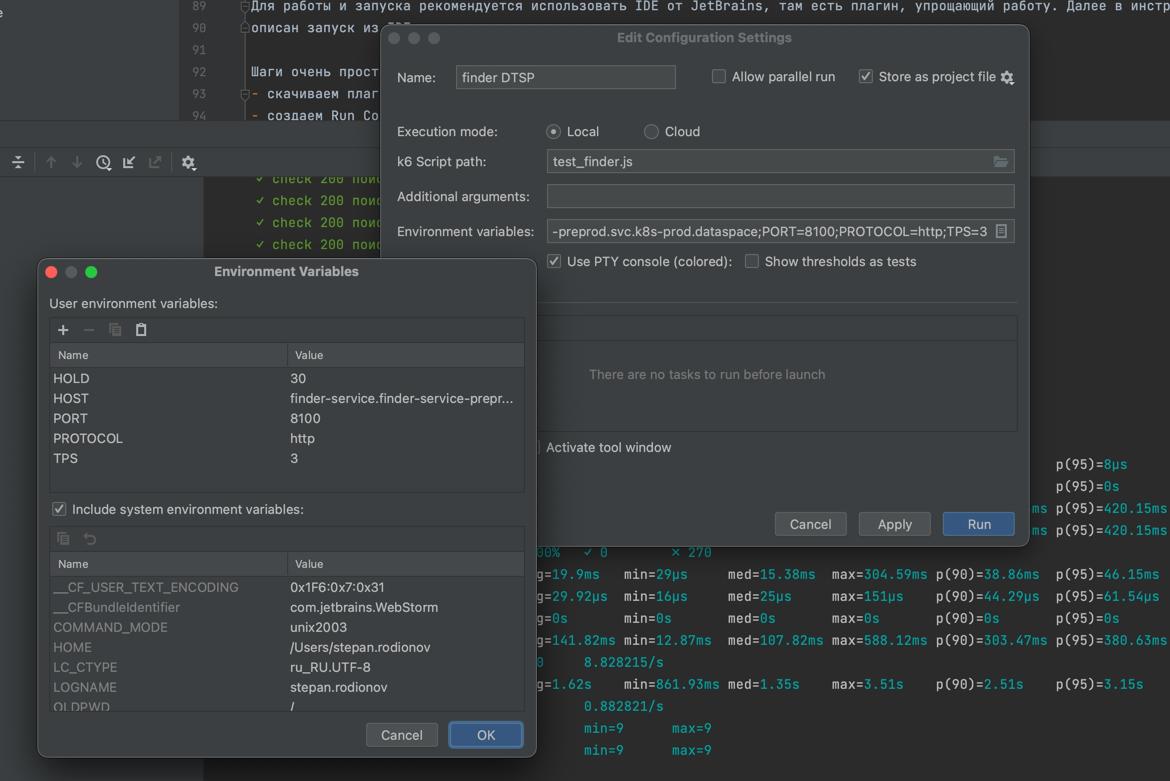 89 Для работы и запуска рекомендуется использовать IDE от JetBrains, там есть плагин, упрощающий работу. Далее в инстр
90 описан запуск из IDE
91
92 Шаги очень прост
93 - скачиваем плаг
94 - создаем Run Co
Edit Configuration Settings
Name: finder DTSP Allow parallel run Store as project file
Execution mode: Local Cloud
k6 Script path: test_finder.js
Additional arguments:
Environment variables: -preprod.svc.k8s-prod.dataspace;PORT=8100;PROTOCOL=http;TPS=3
Use PTY console (colored): Show thresholds as tests
There are no tasks to run before launch
Activate tool window
Cancel Apply Run
✓ check 200 поис
✓ check 200 поис
✓ check 200 поис
✓ check 200 поис
Environment Variables
User environment variables:
Name Value
HOLD 30
HOST finder-service.finder-service-prepr...
PORT 8100
PROTOCOL http
TPS 3
Include system environment variables:
Name Value
__CF_USER_TEXT_ENCODING 0x1F6:0x7:0x31
__CFBundleIdentifier com.jetbrains.WebStorm
COMMAND_MODE unix2003
HOME /Users/stepan.rodionov
LC_CTYPE ru_RU.UTF-8
LOGNAME stepan.rodionov
OLDPWD /
Cancel OK
p(95)=8µs
p(95)=0s
ms p(95)=420.15ms
ms p(95)=420.15ms
00% ✓ 0 ✗ 270
g=19.9ms min=29µs med=15.38ms max=304.59ms p(90)=38.86ms p(95)=46.15ms
g=29.92µs min=16µs med=25µs max=151µs p(90)=44.29µs p(95)=61.54µs
g=0s min=0s med=0s max=0s p(90)=0s p(95)=0s
g=141.82ms min=12.87ms med=107.82ms max=588.12ms p(90)=303.47ms p(95)=380.63ms
0 8.828215/s
g=1.62s min=861.93ms med=1.35s max=3.51s p(90)=2.51s p(95)=3.15s
0.882821/s
min=9 max=9
min=9 max=9